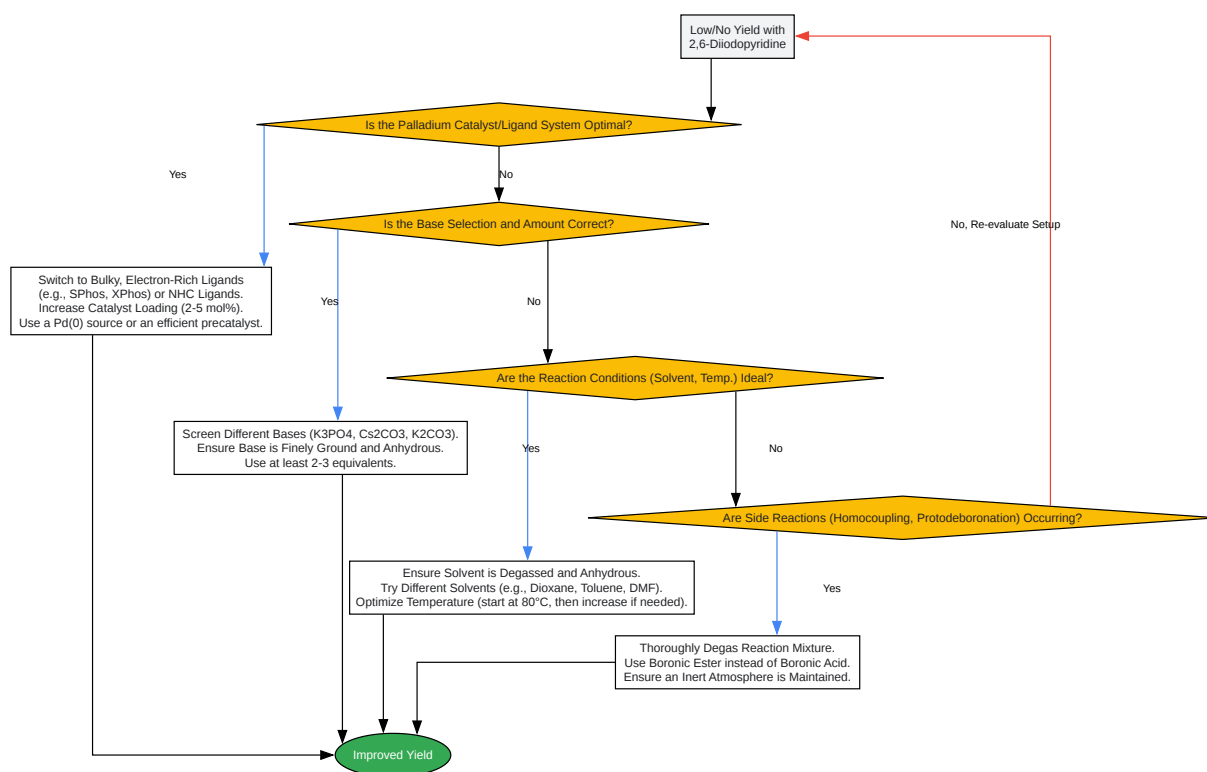 Low/No Yield with
2,6-Diiodopyridine
Is the Palladium Catalyst/Ligand System Optimal?
Yes
No
Is the Base Selection and Amount Correct?
No, Re-evaluate Setup
Switch to Bulky, Electron-Rich Ligands
(e.g., SPhos, XPhos) or NHC Ligands.
Increase Catalyst Loading (2-5 mol%).
Use a Pd(0) source or an efficient precatalyst.
Yes
No
Are the Reaction Conditions (Solvent, Temp.) Ideal?
Screen Different Bases (K3PO4, Cs2CO3, K2CO3).
Ensure Base is Finely Ground and Anhydrous.
Use at least 2-3 equivalents.
Yes
No
Are Side Reactions (Homocoupling, Protodeboronation) Occurring?
Ensure Solvent is Degassed and Anhydrous.
Try Different Solvents (e.g., Dioxane, Toluene, DMF).
Optimize Temperature (start at 80°C, then increase if needed).
Yes
Thoroughly Degas Reaction Mixture.
Use Boronic Ester instead of Boronic Acid.
Ensure an Inert Atmosphere is Maintained.
Improved Yield